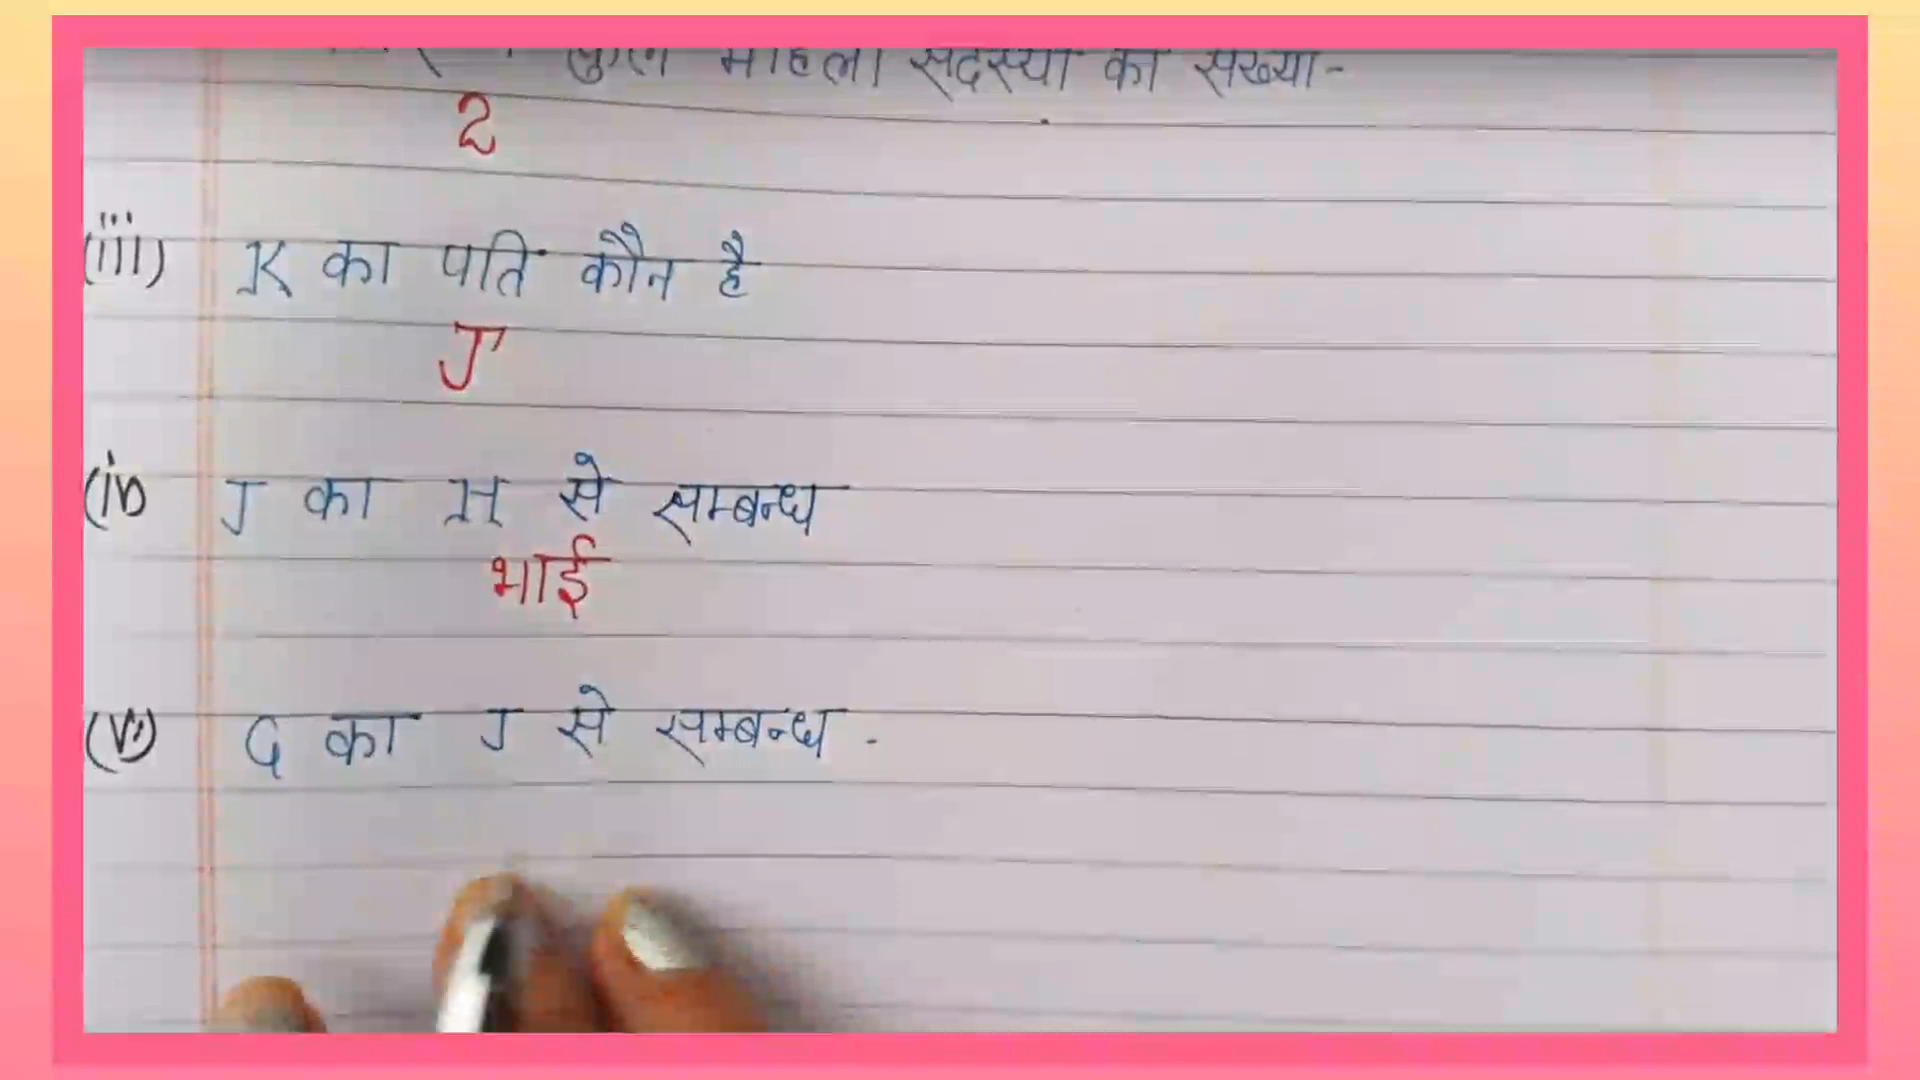 कुल महिला सदस्यों की संख्या-
2
(iii) K का पति कौन है
J
(iv) J का H से सम्बन्ध
भाई
(v) G का J से सम्बन्ध -